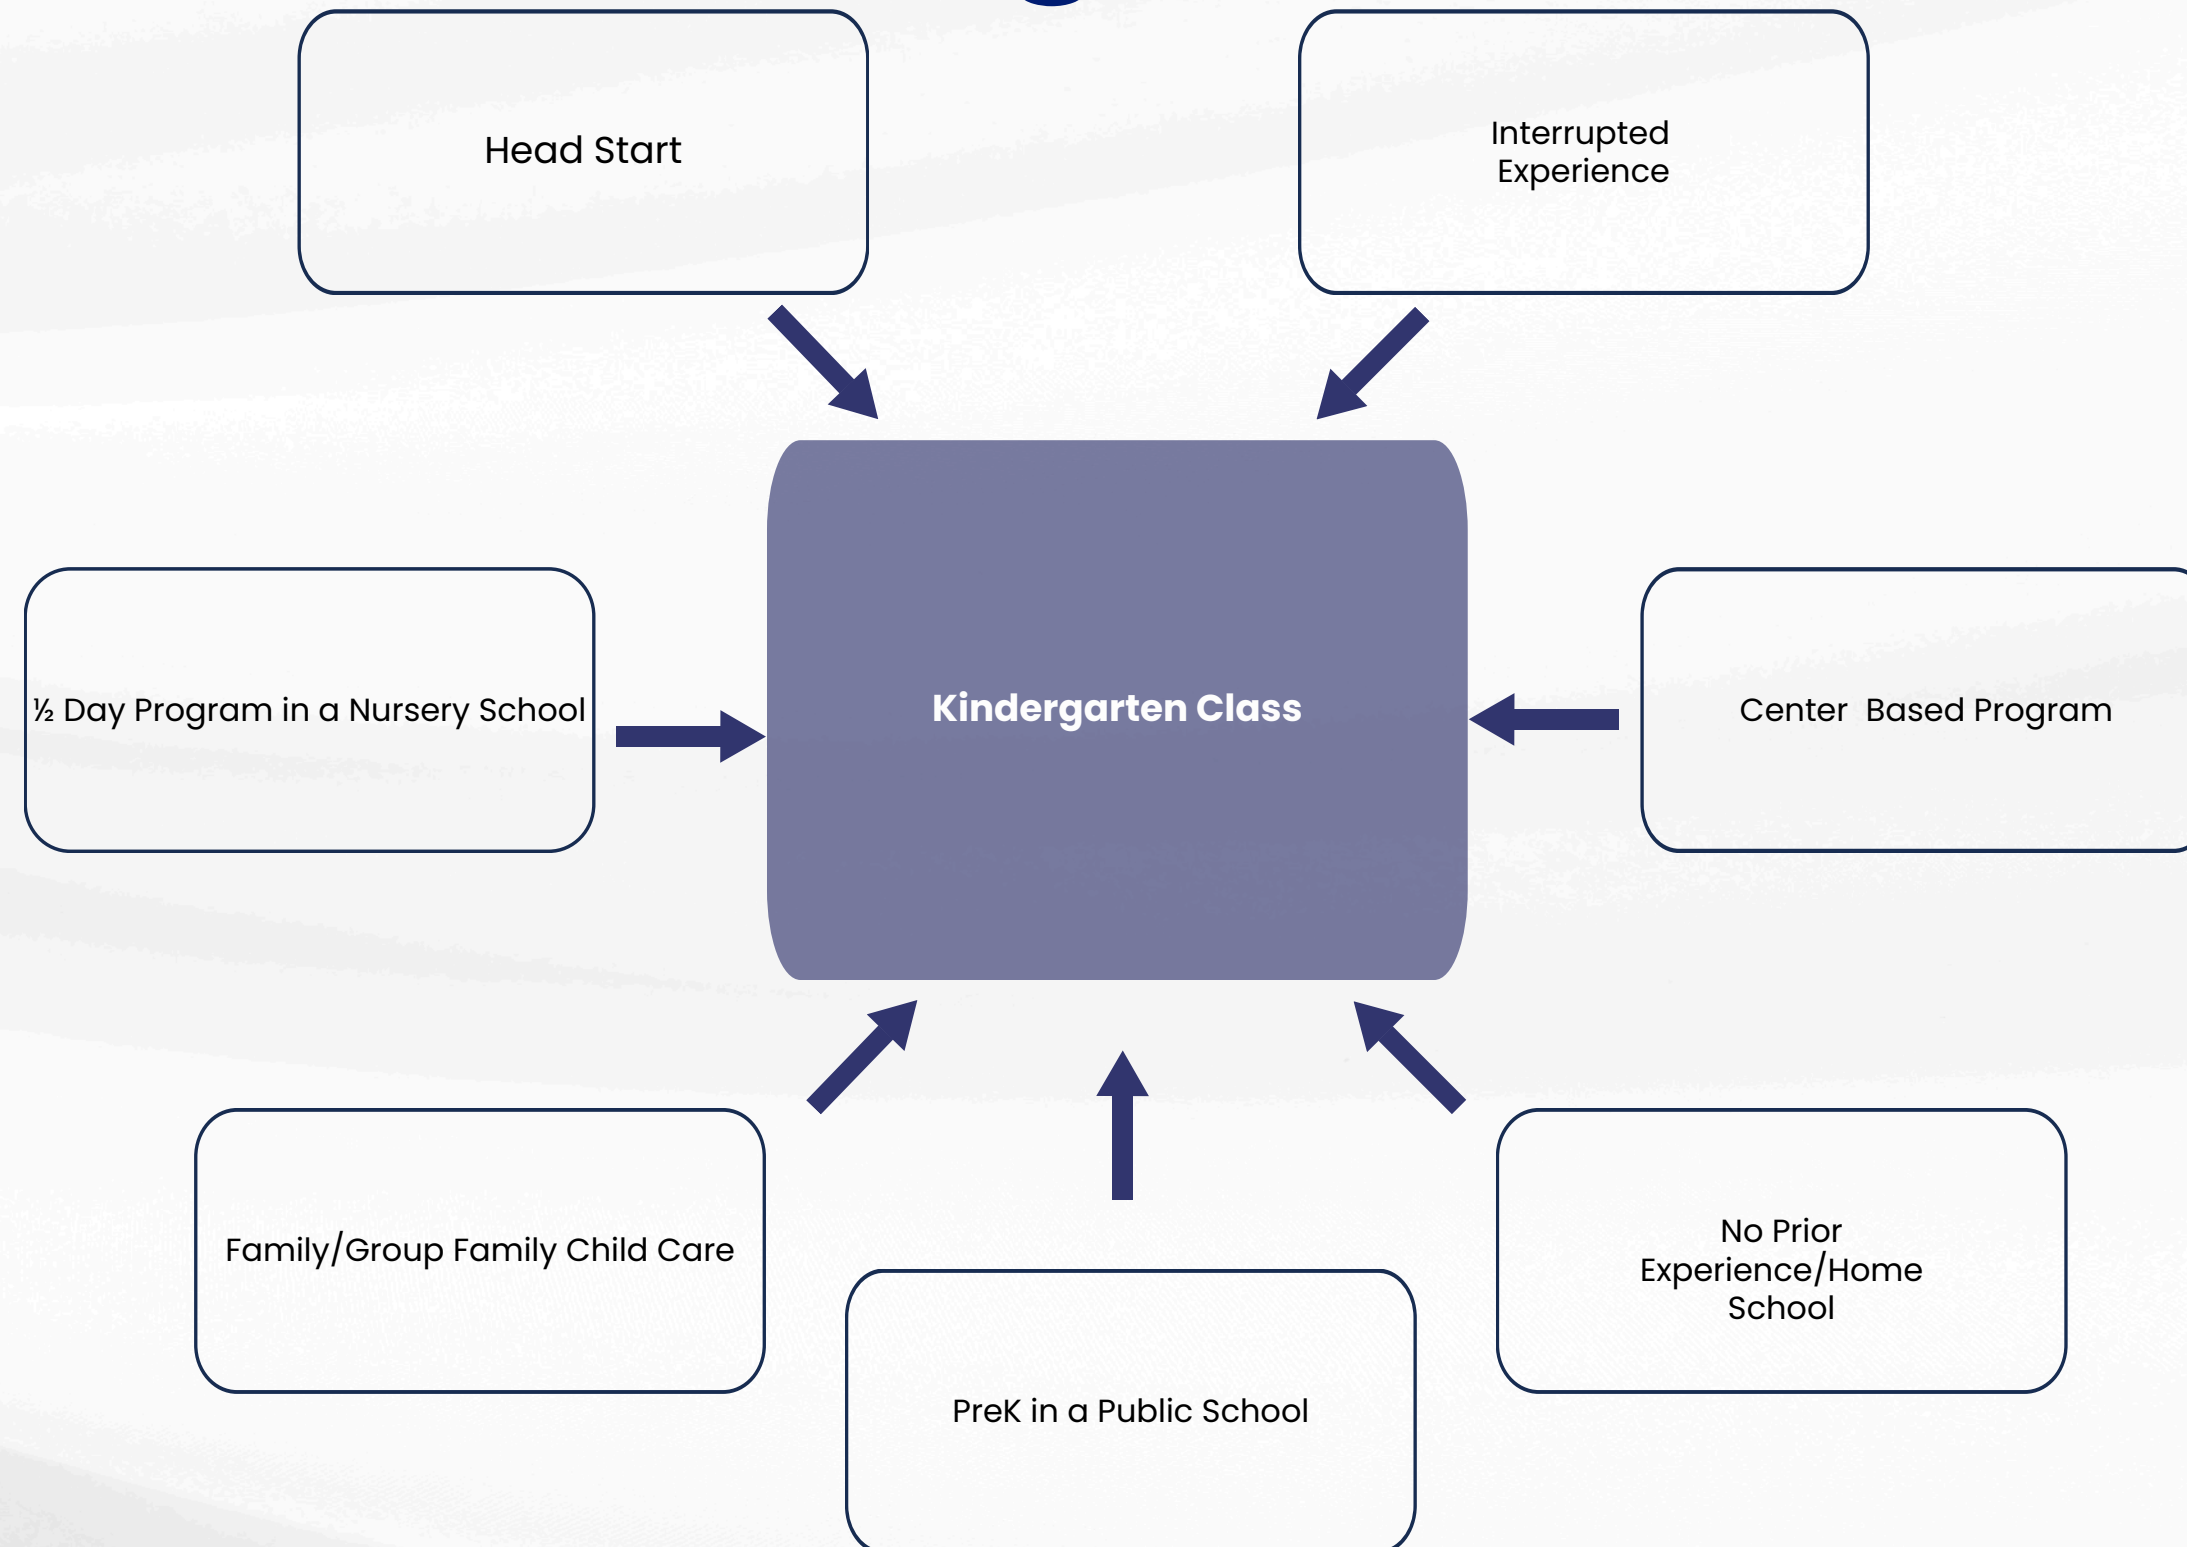 Head Start
Interrupted
Experience
½ Day Program in a Nursery School
Kindergarten Class
Center  Based Program
Family/Group Family Child Care
No Prior
Experience/Home
School
PreK in a Public School